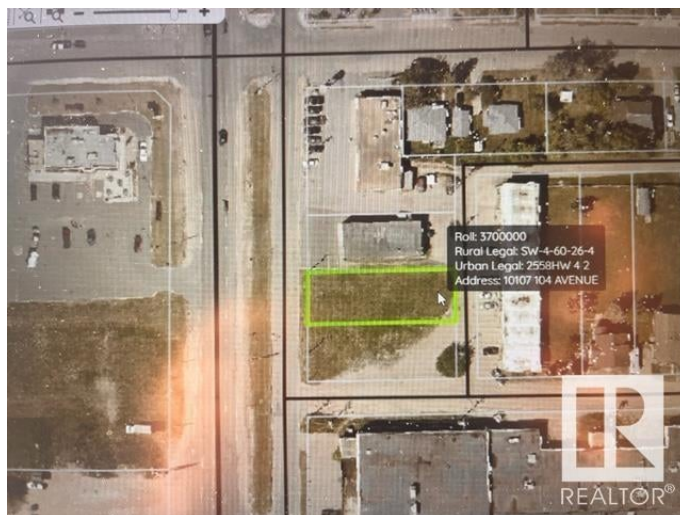 Roll: 3700000
Rural Legal: SW-4-60-26-4
Urban Legal: 2558HW 4 2
Address: 10107 104 AVENUE
R
REALTOR®